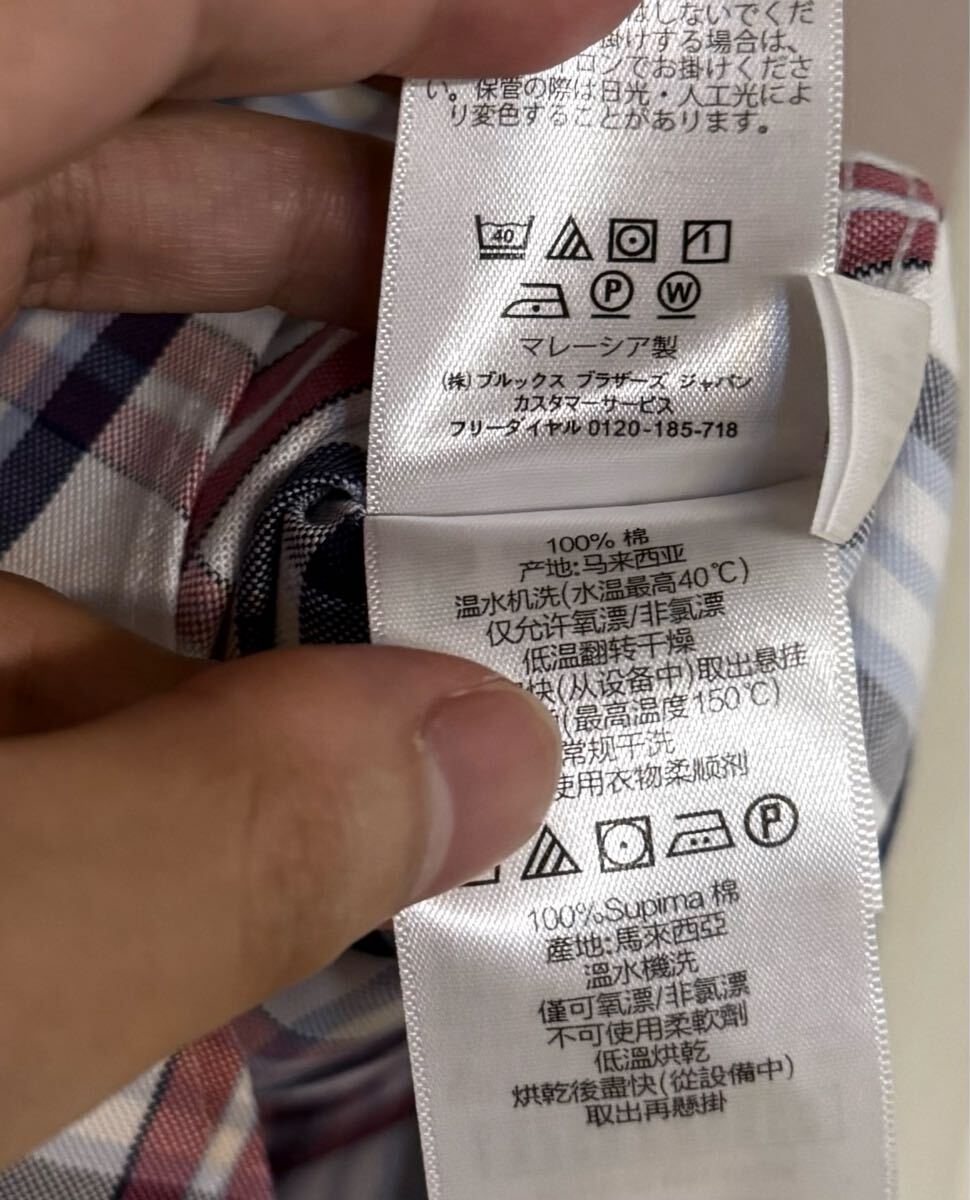 はしないでくだ
掛けする場合は、
ロンでお掛けくださ
い。保管の際は日光・人工光によ
り変色することがあります。
40
P W
マレーシア製
(株)ブルックス ブラザーズ ジャパン
カスタマーサービス
フリーダイヤル 0120-185-718
100% 棉
产地:马来西亚
温水机洗(水温最高40℃)
仅允许氧漂/非氯漂
低温翻转干燥
快(从设备中)取出悬挂
(最高温度150℃)
常规干洗
使用衣物柔顺剂
P
100%Supima 棉
產地:馬來西亞
溫水機洗
僅可氧漂/非氯漂
不可使用柔軟劑
低溫烘乾
烘乾後盡快(從設備中)
取出再懸掛